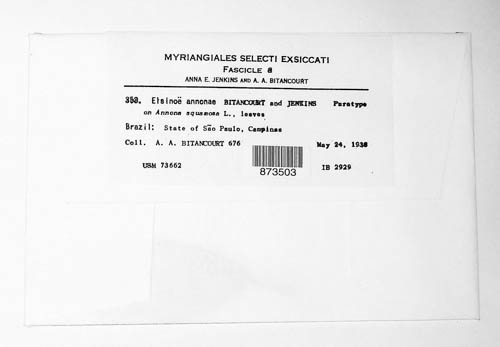 MYRIANGIALES SELECTI EXSICCATI
FASCICLE 8
ANNA E. JENKINS AND A. A. BITANCOURT
353. Elsinoë annonae BITANCOURT and JENKINS Paratype
on Annona squamosa L., leaves
Brazil: State of São Paulo, Campinas
Coll. A. A. BITANCOURT 676 May 24, 1938
USM 73662 IB 2929
873503